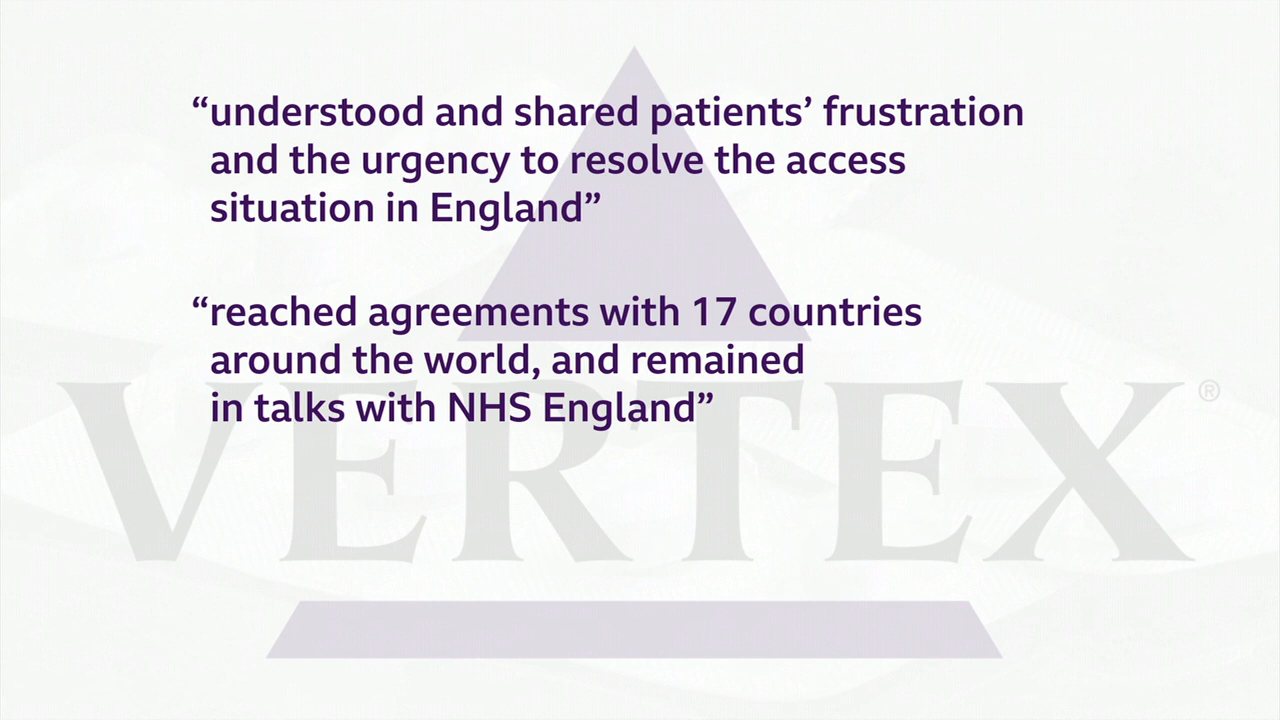 “understood and shared patients’ frustration
and the urgency to resolve the access
situation in England”
“reached agreements with 17 countries
around the world, and remained
in talks with NHS England”
VERTEX®